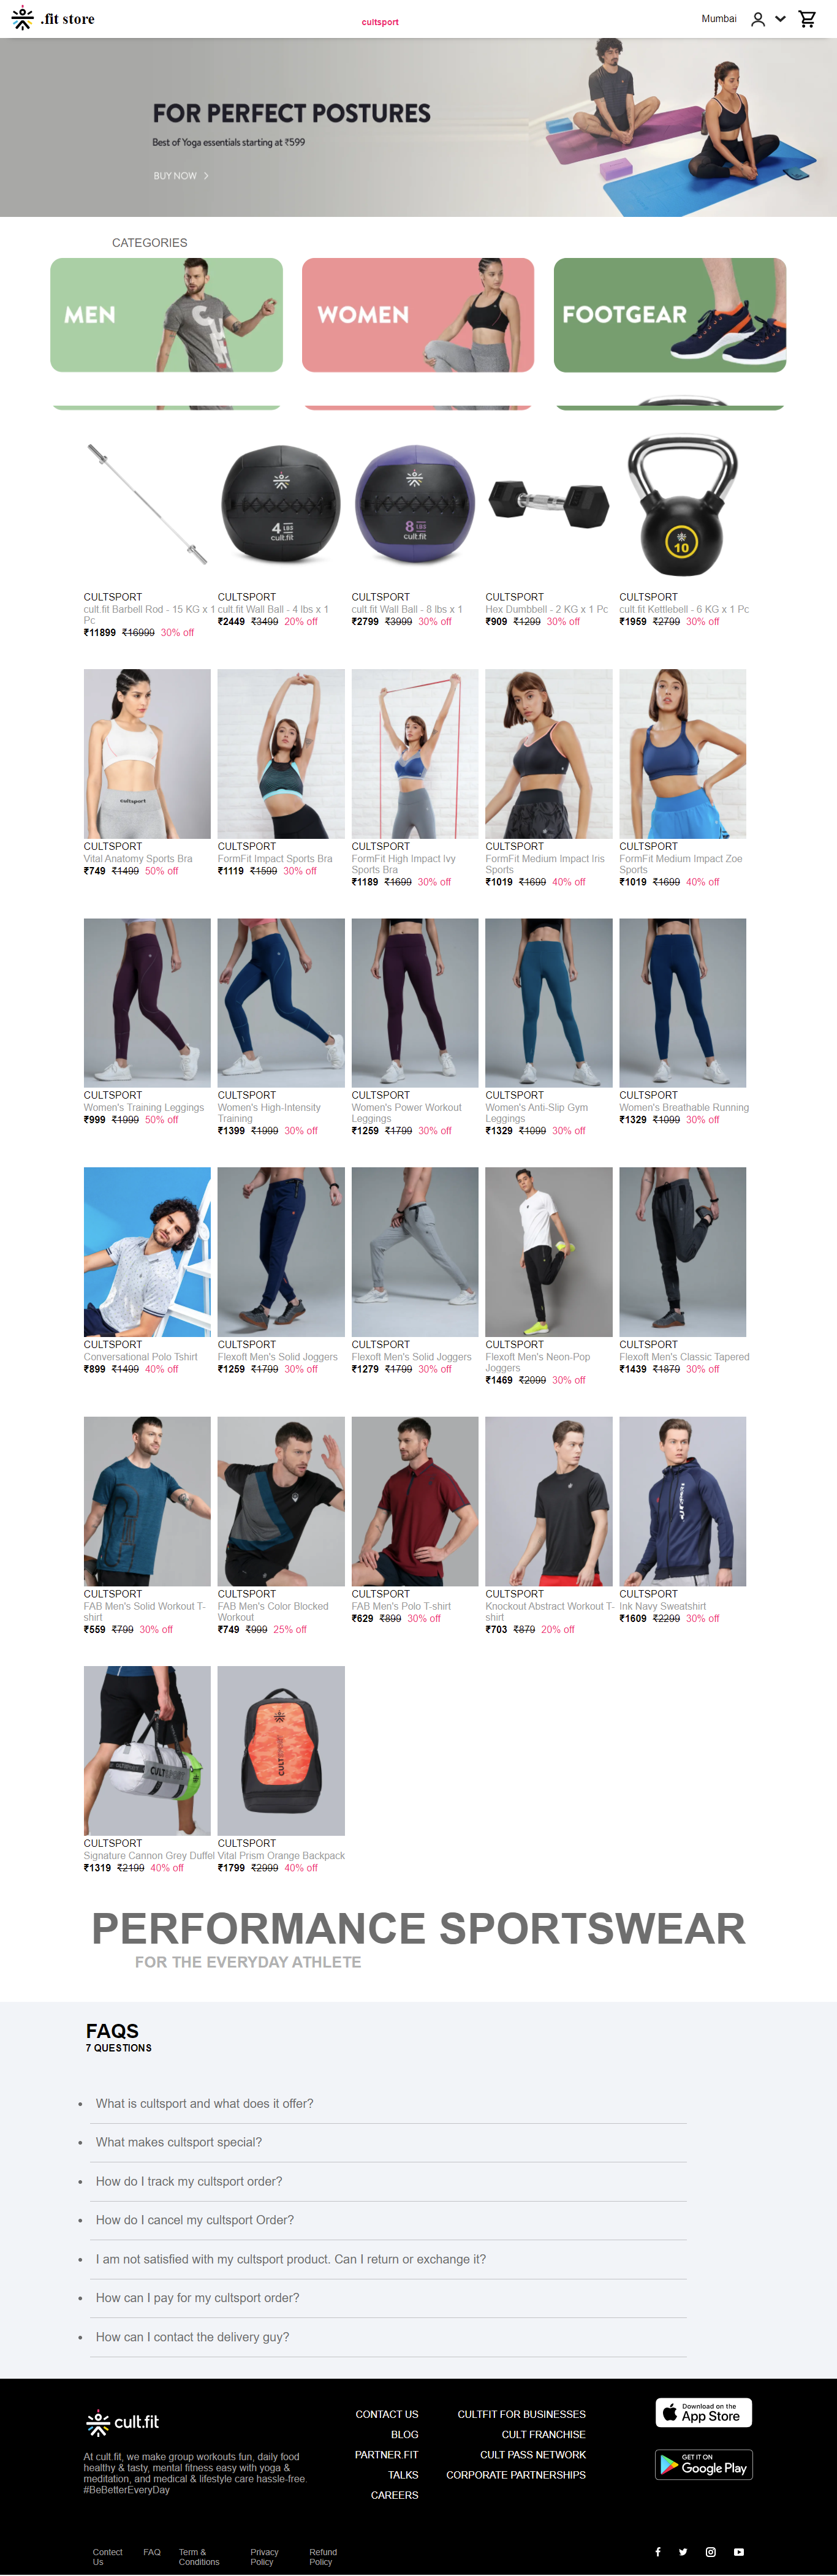 .fit store
cultsport
Mumbai
FOR PERFECT POSTURES
Best of Yoga essentials starting at ₹599
BUY NOW >
CATEGORIES
MEN
WOMEN
FOOTGEAR
4 LBS
cult.fit
8 LBS
cult.fit
10
CULTSPORT
cult.fit Barbell Rod - 15 KG x 1 Pc
₹11899 ₹16999 30% off
CULTSPORT
cult.fit Wall Ball - 4 lbs x 1
₹2449 ₹3499 20% off
CULTSPORT
cult.fit Wall Ball - 8 lbs x 1
₹2799 ₹3999 30% off
CULTSPORT
Hex Dumbbell - 2 KG x 1 Pc
₹909 ₹1299 30% off
CULTSPORT
cult.fit Kettlebell - 6 KG x 1 Pc
₹1959 ₹2799 30% off
cultsport
CULTSPORT
Vital Anatomy Sports Bra
₹749 ₹1499 50% off
CULTSPORT
FormFit Impact Sports Bra
₹1119 ₹1599 30% off
CULTSPORT
FormFit High Impact Ivy
Sports Bra
₹1189 ₹1699 30% off
CULTSPORT
FormFit Medium Impact Iris
Sports
₹1019 ₹1699 40% off
CULTSPORT
FormFit Medium Impact Zoe
Sports
₹1019 ₹1699 40% off
CULTSPORT
Women's Training Leggings
₹999 ₹1999 50% off
CULTSPORT
Women's High-Intensity
Training
₹1399 ₹1999 30% off
CULTSPORT
Women's Power Workout
Leggings
₹1259 ₹1799 30% off
CULTSPORT
Women's Anti-Slip Gym
Leggings
₹1329 ₹1099 30% off
CULTSPORT
Women's Breathable Running
₹1329 ₹1099 30% off
CULTSPORT
Conversational Polo Tshirt
₹899 ₹1499 40% off
CULTSPORT
Flexoft Men's Solid Joggers
₹1259 ₹1799 30% off
CULTSPORT
Flexoft Men's Solid Joggers
₹1279 ₹1799 30% off
CULTSPORT
Flexoft Men's Neon-Pop
Joggers
₹1469 ₹2099 30% off
CULTSPORT
Flexoft Men's Classic Tapered
₹1439 ₹1879 30% off
CULTSPORT
FAB Men's Solid Workout T-
shirt
₹559 ₹799 30% off
CULTSPORT
FAB Men's Color Blocked
Workout
₹749 ₹999 25% off
CULTSPORT
FAB Men's Polo T-shirt
₹629 ₹899 30% off
CULTSPORT
Knockout Abstract Workout T-
shirt
₹703 ₹879 20% off
CULTSPORT
Ink Navy Sweatshirt
₹1609 ₹2299 30% off
CULTSPORT
CULTSPORT
CULTSPORT
Signature Cannon Grey Duffel
₹1319 ₹2199 40% off
CULTSPORT
Vital Prism Orange Backpack
₹1799 ₹2999 40% off
PERFORMANCE SPORTSWEAR
FOR THE EVERYDAY ATHLETE
FAQS
7 QUESTIONS
• What is cultsport and what does it offer?
• What makes cultsport special?
• How do I track my cultsport order?
• How do I cancel my cultsport Order?
• I am not satisfied with my cultsport product. Can I return or exchange it?
• How can I pay for my cultsport order?
• How can I contact the delivery guy?
cult.fit
At cult.fit, we make group workouts fun, daily food
healthy & tasty, mental fitness easy with yoga &
meditation, and medical & lifestyle care hassle-free.
#BeBetterEveryDay
CONTACT US
BLOG
PARTNER.FIT
TALKS
CAREERS
CULTFIT FOR BUSINESSES
CULT FRANCHISE
CULT PASS NETWORK
CORPORATE PARTNERSHIPS
Download on the
App Store
GET IT ON
Google Play
Contect
Us
FAQ
Term &
Conditions
Privacy
Policy
Refund
Policy